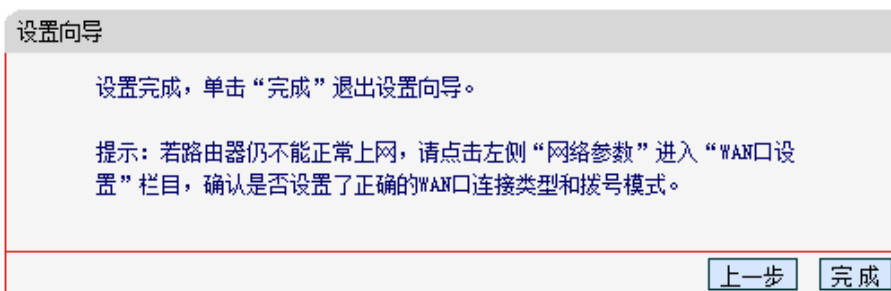 设置向导
设置完成，单击“完成”退出设置向导。
提示：若路由器仍不能正常上网，请点击左侧“网络参数”进入“WAN口设
置”栏目，确认是否设置了正确的WAN口连接类型和拨号模式。
上一步 完成